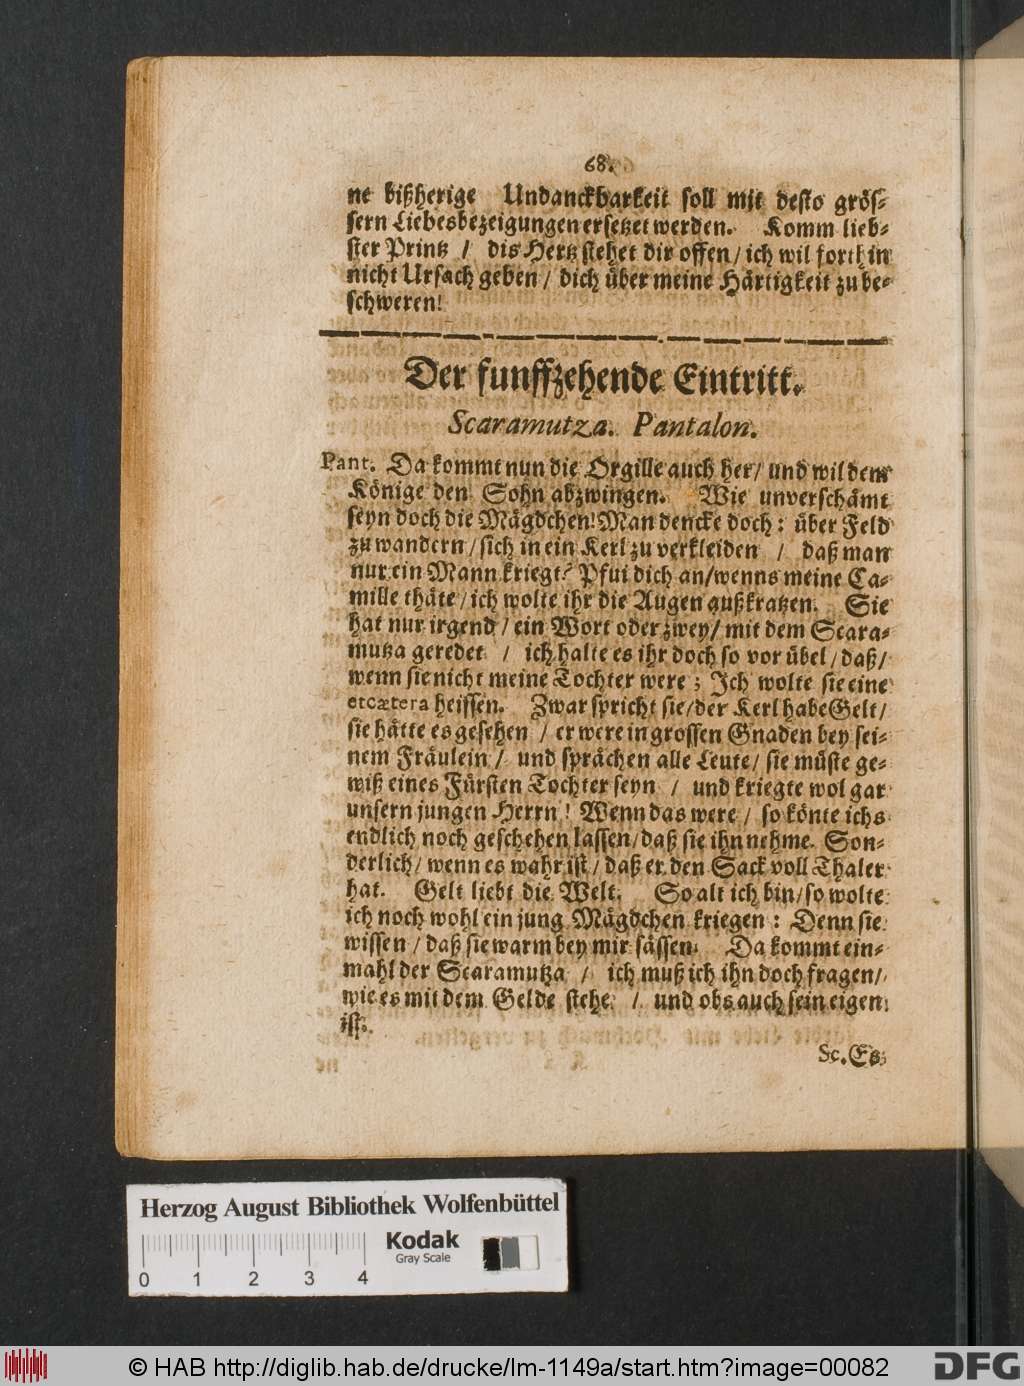 68.
ne bißherige Undanckbarkeit soll mit desto grös-
sern Liebesbezeigungen ersetzet werden. Komm lieb-
ster Printz / dis Hertz stehet dir offen / ich wil forthin
nicht Ursach geben / dich über meine Härtigkeit zu be-
schweren!
Der funffzehende Eintritt.
Scaramutza. Pantalon.
Pant. Da kommt nun die Orgille auch her / und wil dem
Könige den Sohn abzwingen. Wie unverschämt
seyn doch die Mägdchen! Man dencke doch: über Feld
zu wandern / sich in ein Kerl zu verkleiden / daß man
nur ein Mann kriegt? Pfui dich an / wenns meine Ca-
mille thäte / ich wolte ihr die Augen außkratzen. Sie
hat nur irgend / ein Wort oder zwey / mit dem Scara-
mutza geredet / ich halte es ihr doch so vor übel / daß /
wenn sie nicht meine Tochter were; Ich wolte sie eine
etcætera heissen. Zwar spricht sie / der Kerl habe Gelt /
sie hätte es gesehen / er were in grossen Gnaden bey sei-
nem Fräulein / und sprächen alle Leute / sie müste ge-
wiß eines Fürsten Tochter seyn / und kriegte wol gar
unsern jungen Herrn! Wenn das were / so könte ichs
endlich noch geschehen lassen / daß sie ihn nehme. Son-
derlich / wenn es wahr ist / daß er den Sack voll Thaler
hat. Gelt liebt die Welt. So alt ich bin / so wolte
ich noch wohl ein jung Mägdchen kriegen: Denn sie
wissen / daß sie warm bey mir sässen. Da kommt ein-
mahl der Scaramutza / ich muß ich ihn doch fragen /
wie es mit dem Gelde stehe / und obs auch sein eigen
ist.
Sc. Es
Herzog August Bibliothek Wolfenbüttel
Kodak
Gray Scale
0 1 2 3 4
© HAB http://diglib.hab.de/drucke/lm-1149a/start.htm?image=00082
DFG